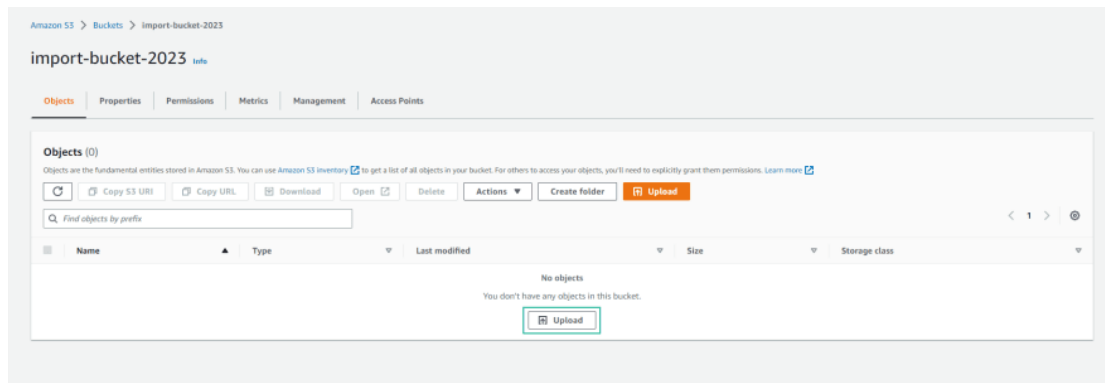 Amazon S3 > Buckets > import-bucket-2023
import-bucket-2023 Info
Objects Properties Permissions Metrics Management Access Points
Objects (0)
Objects are the fundamental entities stored in Amazon S3. You can use Amazon S3 inventory to get a list of all objects in your bucket. For others to access your objects, you'll need to explicitly grant them permissions. Learn more
Copy S3 URI Copy URL Download Open Delete Actions Create folder Upload
Find objects by prefix < 1 >
Name Type Last modified Size Storage class
No objects
You don't have any objects in this bucket.
Upload